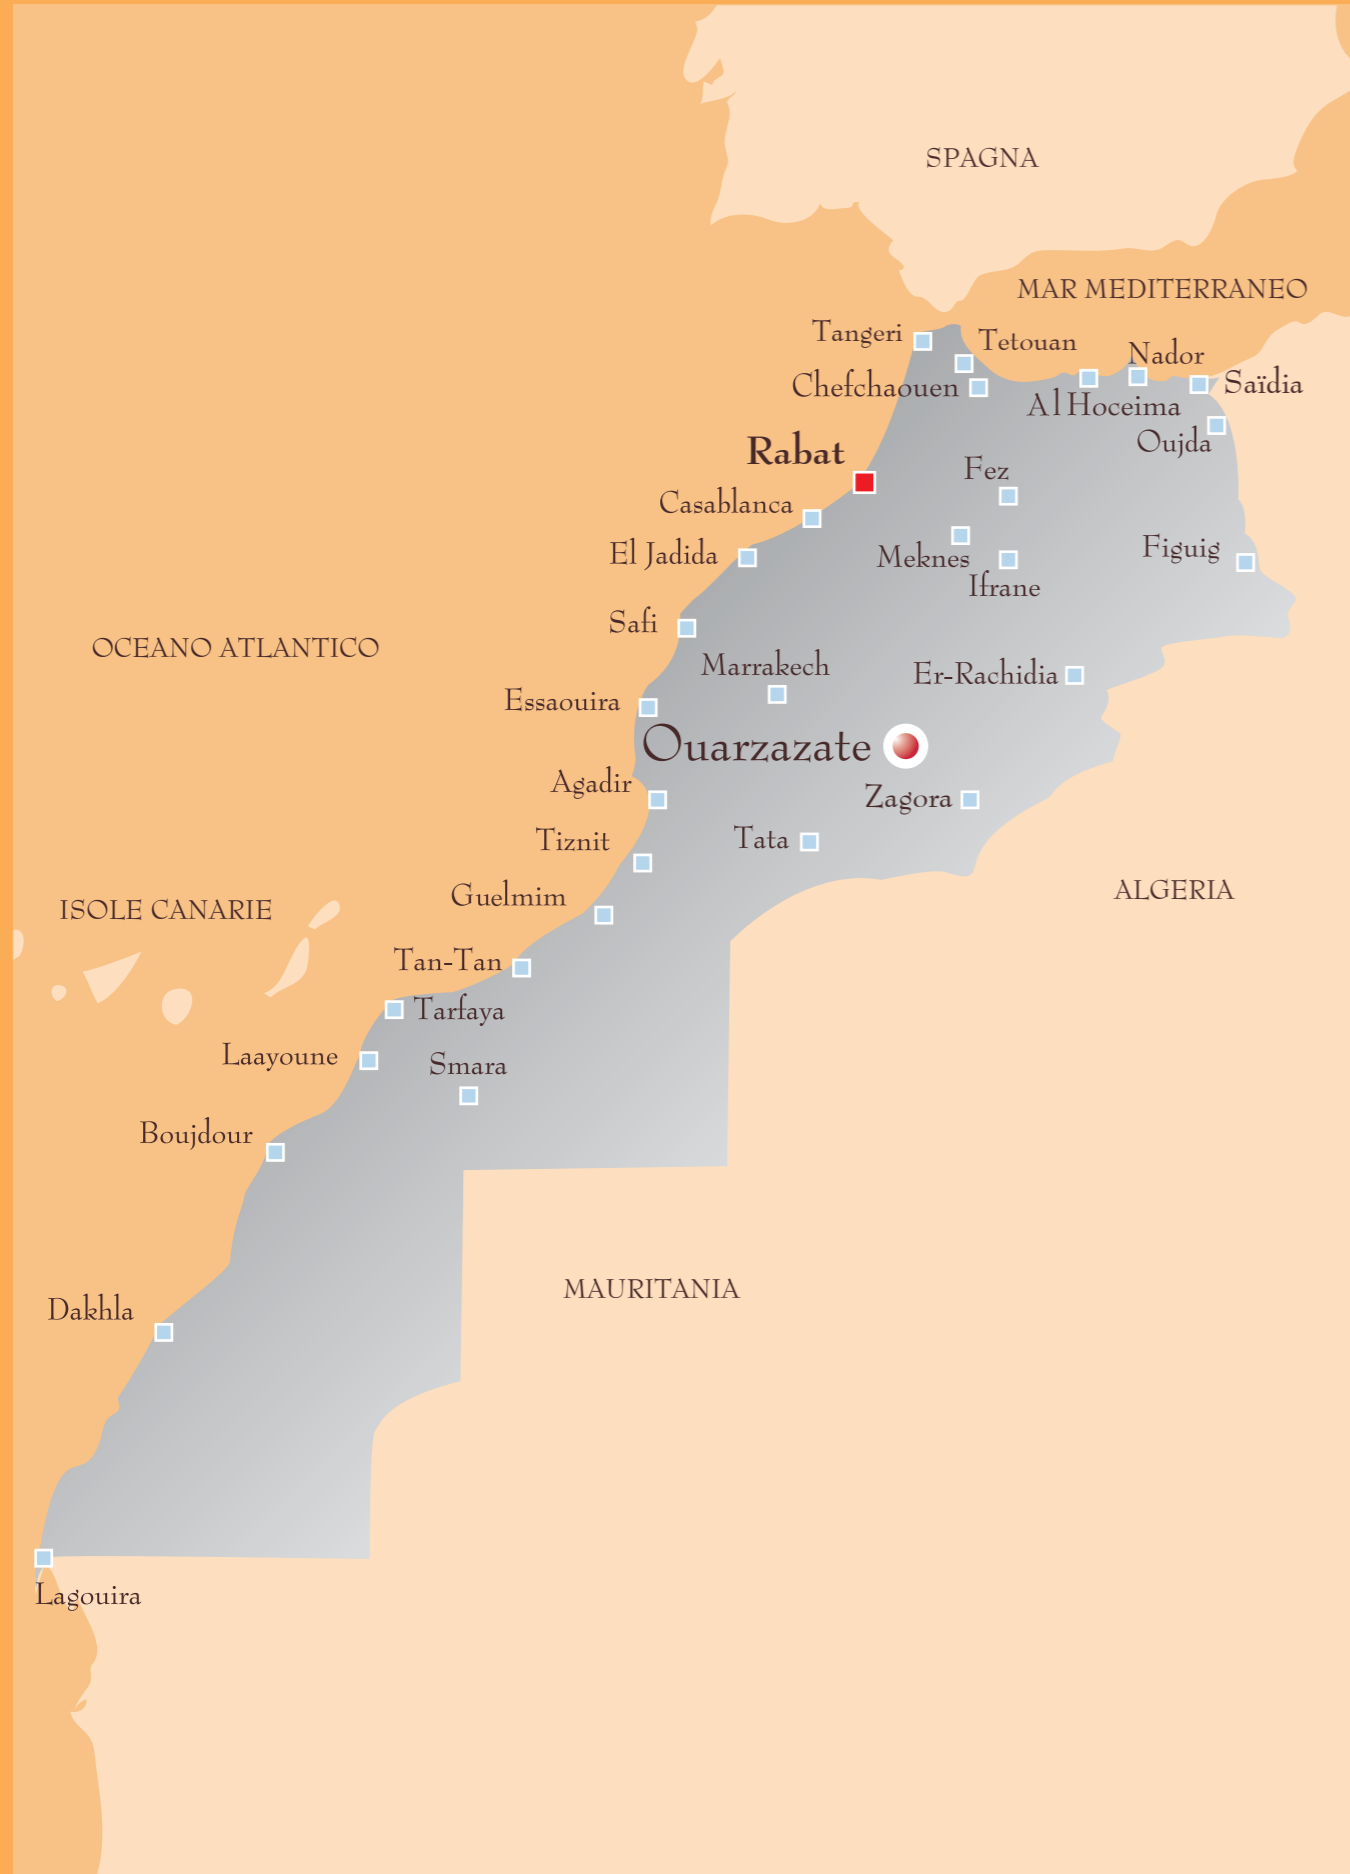 SPAGNA
MAR MEDITERRANEO
Tangeri
Tetouan
Nador
Chefchaouen
Saïdia
Al Hoceima
Oujda
Rabat
Fez
Casablanca
El Jadida
Meknes
Figuig
Ifrane
Safi
OCEANO ATLANTICO
Marrakech
Er-Rachidia
Essaouira
Ouarzazate
Agadir
Zagora
Tiznit
Tata
ALGERIA
Guelmim
ISOLE CANARIE
Tan-Tan
Tarfaya
Laayoune
Smara
Boujdour
MAURITANIA
Dakhla
Lagouira